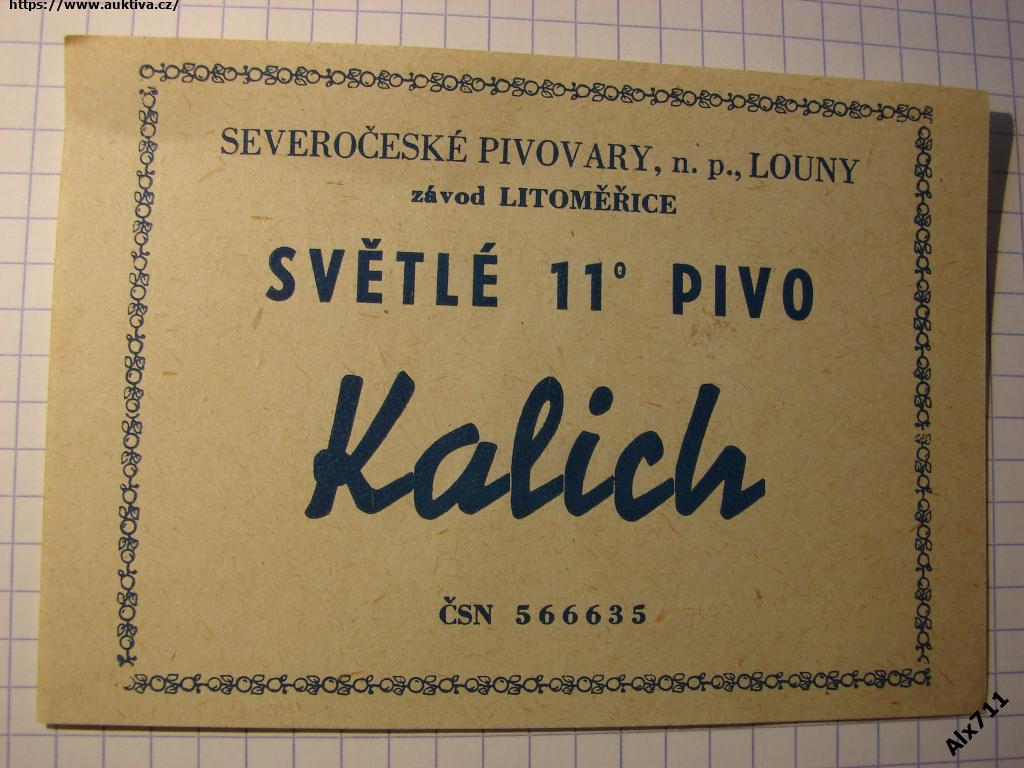 https://www.auktiva.cz/
SEVEROČESKÉ PIVOVARY, n. p., LOUNY
závod LITOMĚŘICE
SVĚTLÉ 11° PIVO
Kalich
ČSN 566635
Alx711